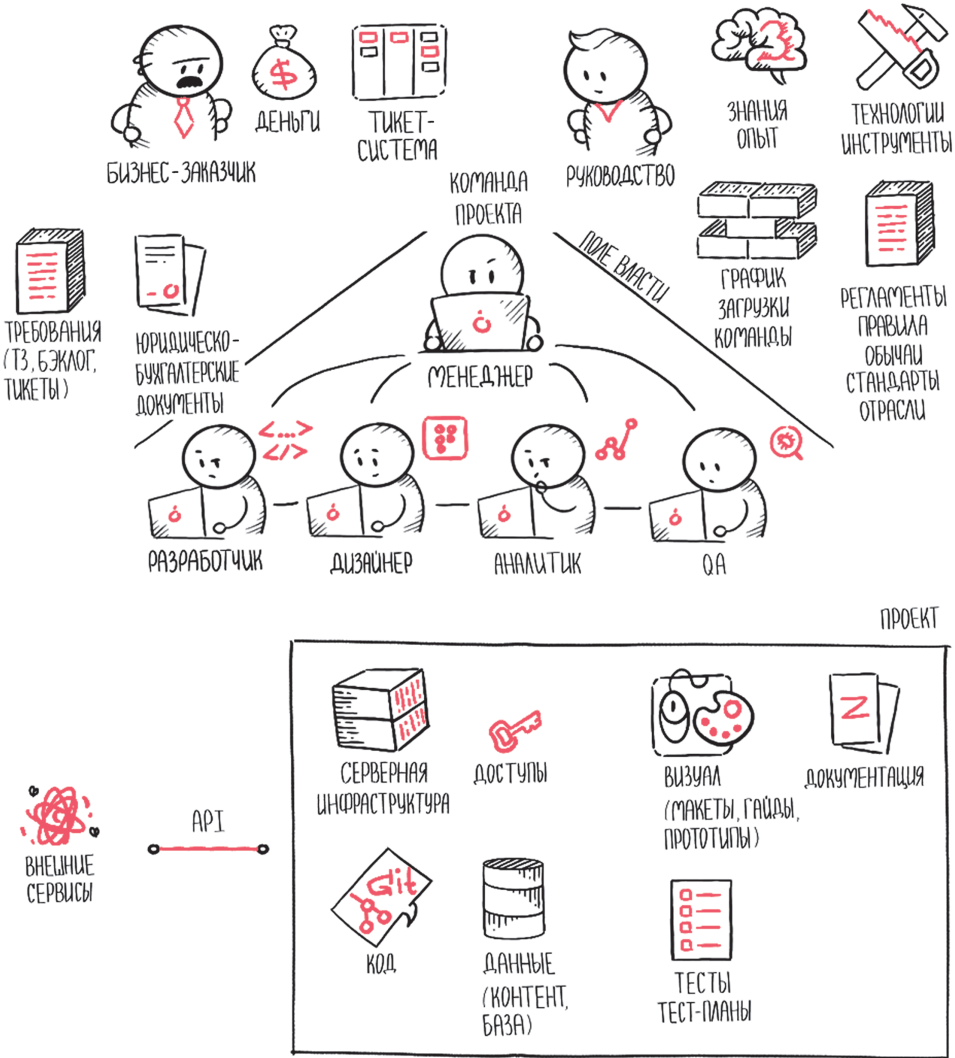 $
ДЕНЬГИ
ТИКЕТ-
СИСТЕМА
БИЗНЕС-ЗАКАЗЧИК
РУКОВОДСТВО
ЗНАНИЯ
ОПЫТ
ТЕХНОЛОГИИ
ИНСТРУМЕНТЫ
КОМАНДА
ПРОЕКТА
ПОЛЕ ВЛАСТИ
ТРЕБОВАНИЯ
(ТЗ, БЭКЛОГ,
ТИКЕТЫ)
ЮРИДИЧЕСКО-
БУХГАЛТЕРСКИЕ
ДОКУМЕНТЫ
ГРАФИК
ЗАГРУЗКИ
КОМАНДЫ
РЕГЛАМЕНТЫ
ПРАВИЛА
ОБЫЧАИ
СТАНДАРТЫ
ОТРАСЛИ
МЕНЕДЖЕР
<...>
</>
РАЗРАБОТЧИК
ДИЗАЙНЕР
АНАЛИТИК
QA
ПРОЕКТ
СЕРВЕРНАЯ
ИНФРАСТРУКТУРА
ДОСТУПЫ
ВИЗУАЛ
(МАКЕТЫ, ГАЙДЫ,
ПРОТОТИПЫ)
ДОКУМЕНТАЦИЯ
API
ВНЕШНИЕ
СЕРВИСЫ
Git
КОД
ДАННЫЕ
(КОНТЕНТ,
БАЗА)
ТЕСТЫ
ТЕСТ-ПЛАНЫ